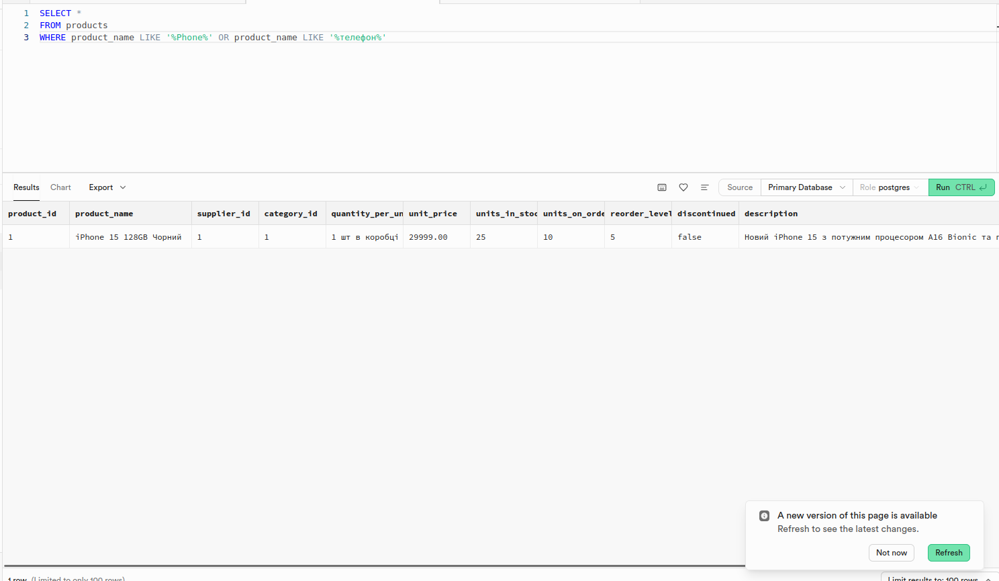 1 SELECT *
2 FROM products
3 WHERE product_name LIKE '%Phone%' OR product_name LIKE '%телефон%'
Results Chart Export Source Primary Database Role postgres Run CTRL
product_id product_name supplier_id category_id quantity_per_un unit_price units_in_stoc units_on_orde reorder_level discontinued description
1 iPhone 15 128GB Чорний 1 1 1 шт в коробці 29999.00 25 10 5 false Новий iPhone 15 з потужним процесором A16 Bionic та
A new version of this page is available
Refresh to see the latest changes.
Not now Refresh
1 row (Limited to only 100 rows) Limit results to: 100 rows